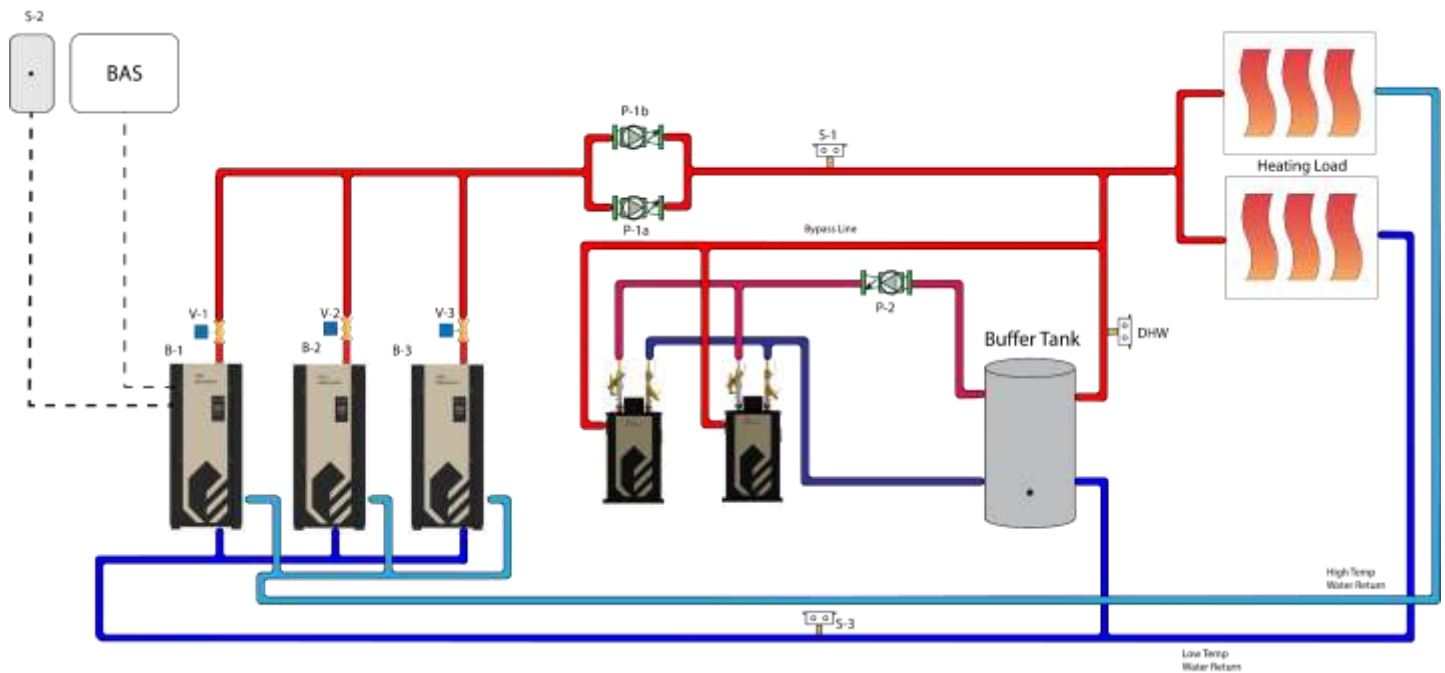 S-2
BAS
P-1b
S-1
Heating Load
P-1a
Bypass Line
P-2
V-1
V-2
V-3
DHW
Buffer Tank
B-1
B-2
B-3
High Temp
Water Return
S-3
Low Temp
Water Return